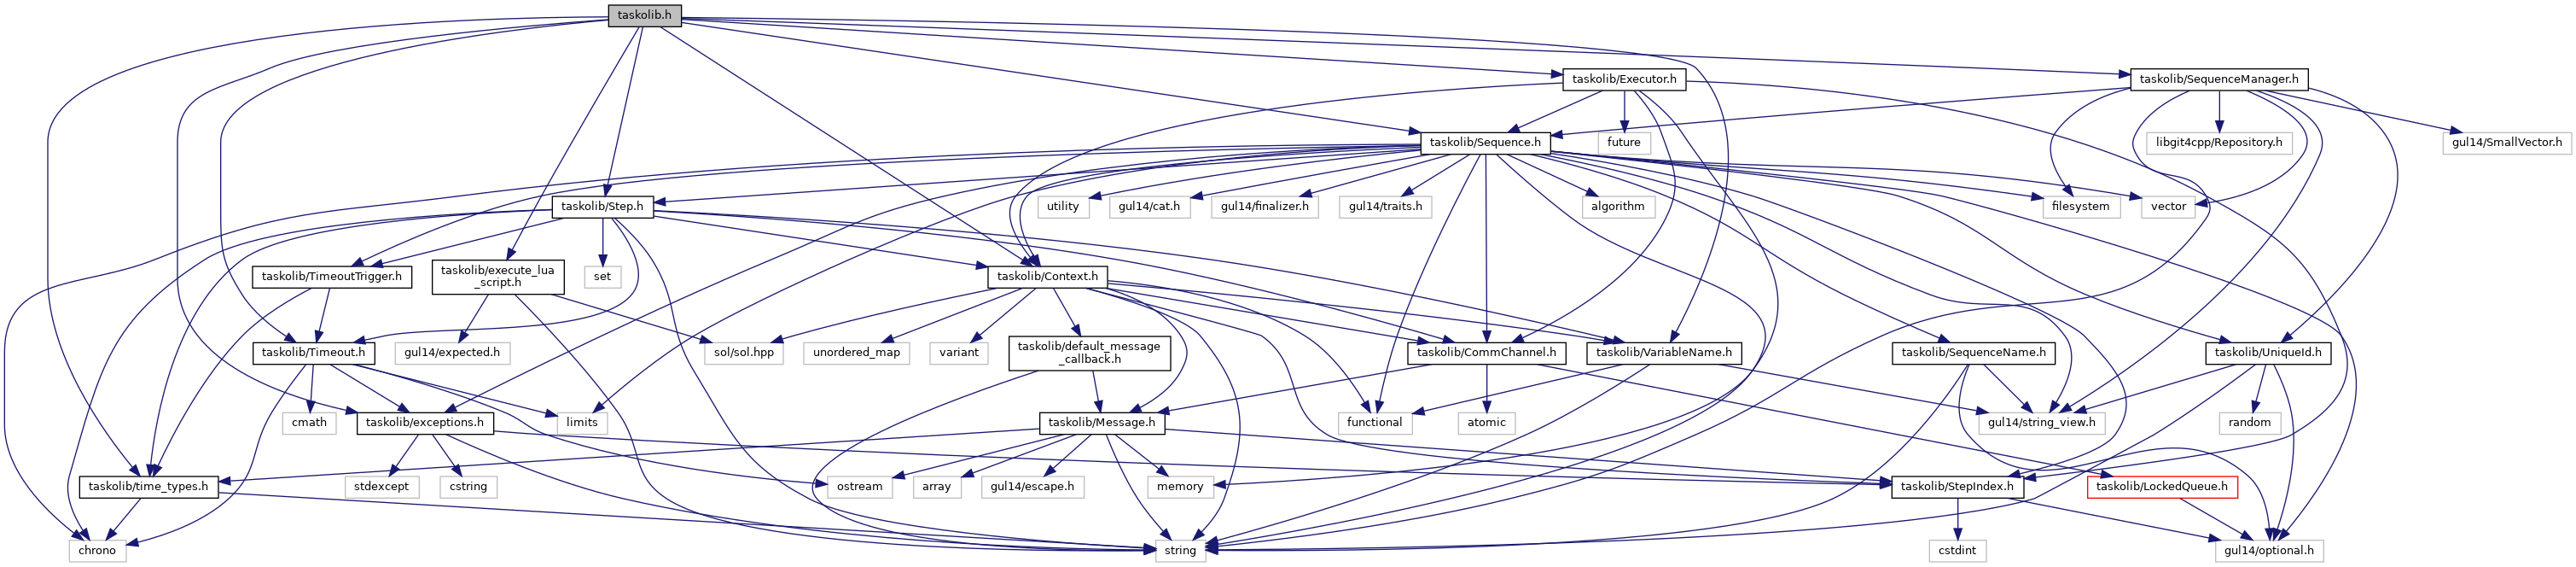 taskolib.h
taskolib/Executor.h
taskolib/SequenceManager.h
taskolib/Sequence.h
future
libgit4cpp/Repository.h
gul14/SmallVector.h
taskolib/Step.h
utility
gul14/cat.h
gul14/finalizer.h
gul14/traits.h
algorithm
filesystem
vector
taskolib/TimeoutTrigger.h
taskolib/execute_lua
_script.h
set
taskolib/Context.h
taskolib/Timeout.h
gul14/expected.h
sol/sol.hpp
unordered_map
variant
taskolib/default_message
_callback.h
taskolib/CommChannel.h
taskolib/VariableName.h
taskolib/SequenceName.h
taskolib/UniqueId.h
cmath
taskolib/exceptions.h
limits
taskolib/Message.h
functional
atomic
gul14/string_view.h
random
taskolib/time_types.h
stdexcept
cstring
ostream
array
gul14/escape.h
memory
taskolib/StepIndex.h
taskolib/LockedQueue.h
chrono
string
cstdint
gul14/optional.h